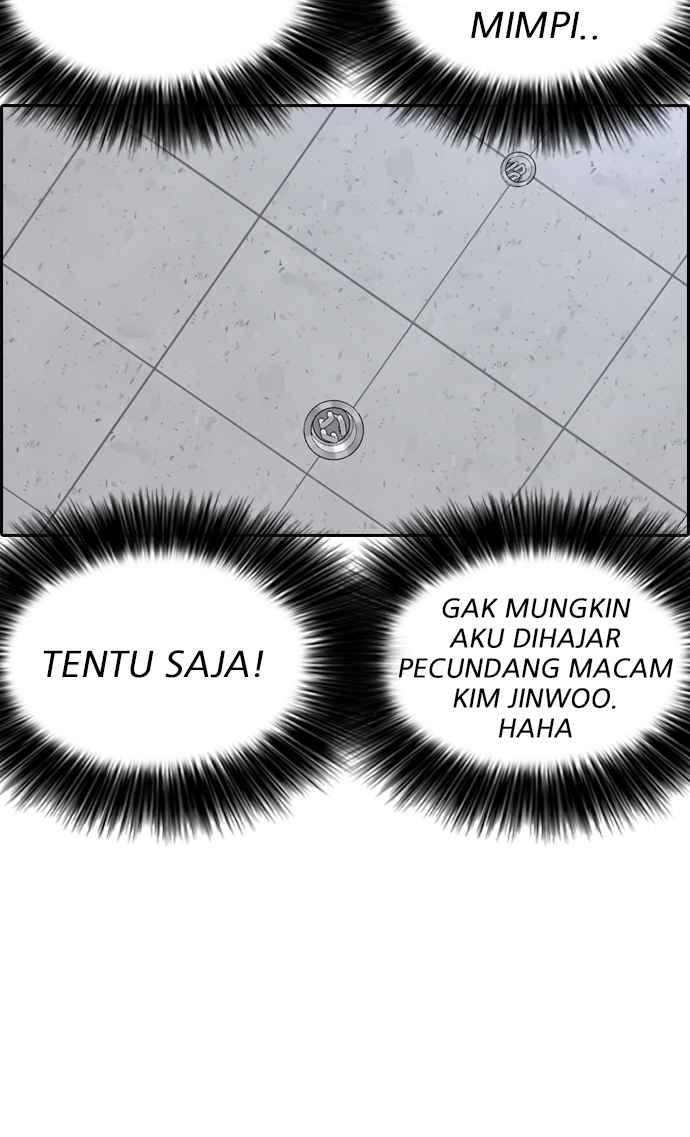 MIMPI..
TENTU SAJA!
GAK MUNGKIN
AKU DIHAJAR
PECUNDANG MACAM
KIM JINWOO.
HAHA